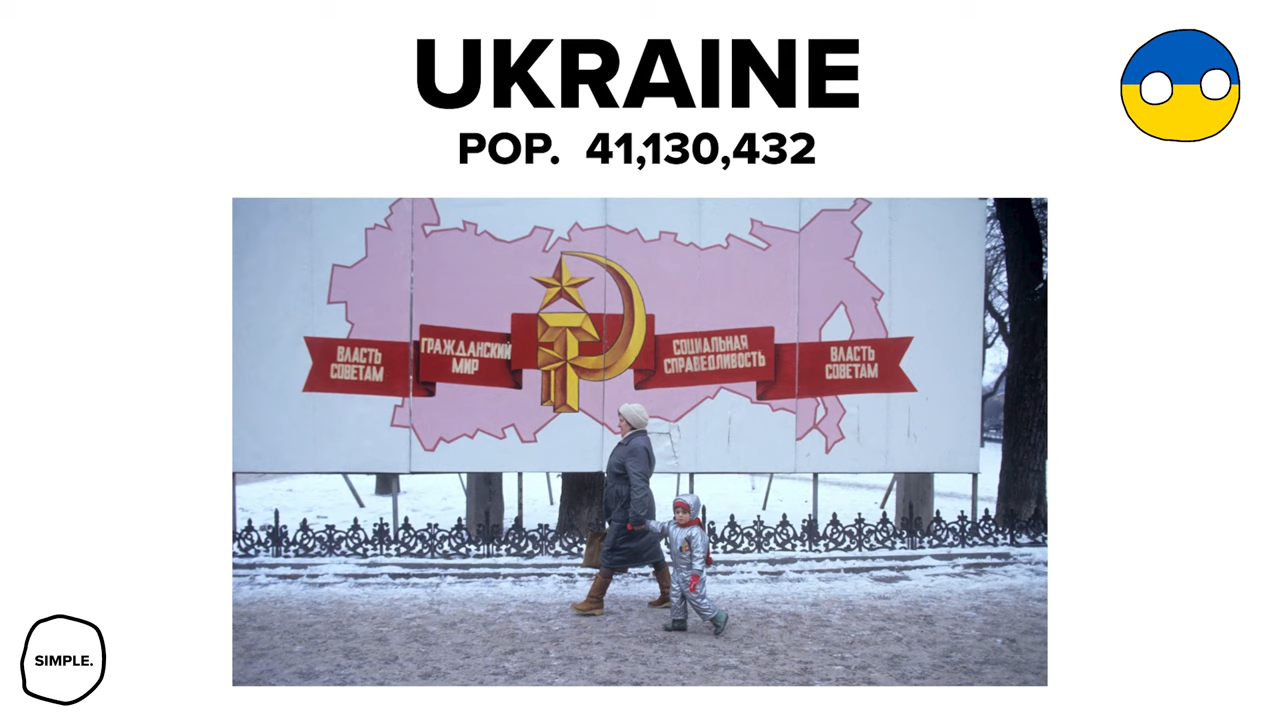 UKRAINE
POP. 41,130,432
ВЛАСТЬ
СОВЕТАМ
ГРАЖДАНСКИЙ
МИР
СОЦИАЛЬНАЯ
СПРАВЕДЛИВОСТЬ
ВЛАСТЬ
СОВЕТАМ
SIMPLE.